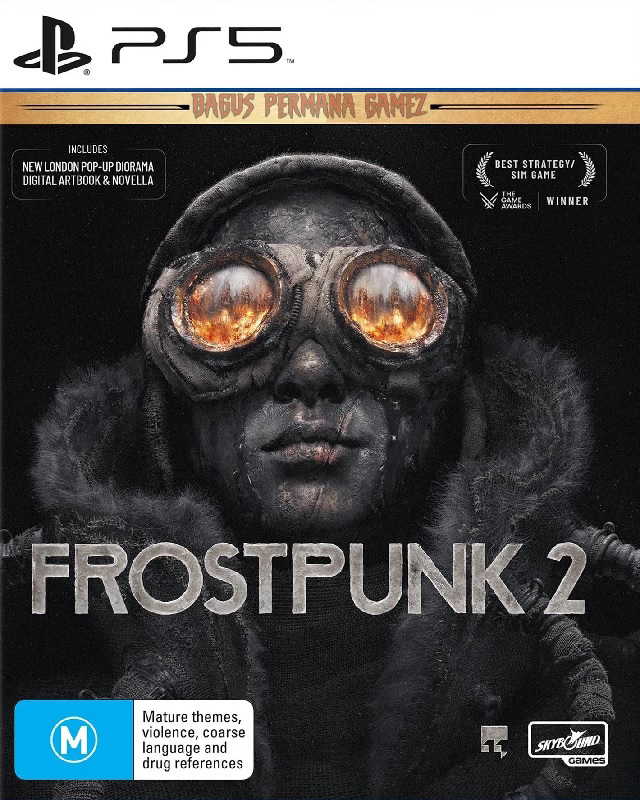 PS5
BAGUS PERMANA GAMEZ
INCLUDES
NEW LONDON POP-UP DIORAMA
DIGITAL ARTBOOK & NOVELLA
BEST STRATEGY/
SIM GAME
THE
GAME
AWARDS
WINNER
FROSTPUNK 2
M
Mature themes,
violence, coarse
language and
drug references
SKYBOUND
GAMES